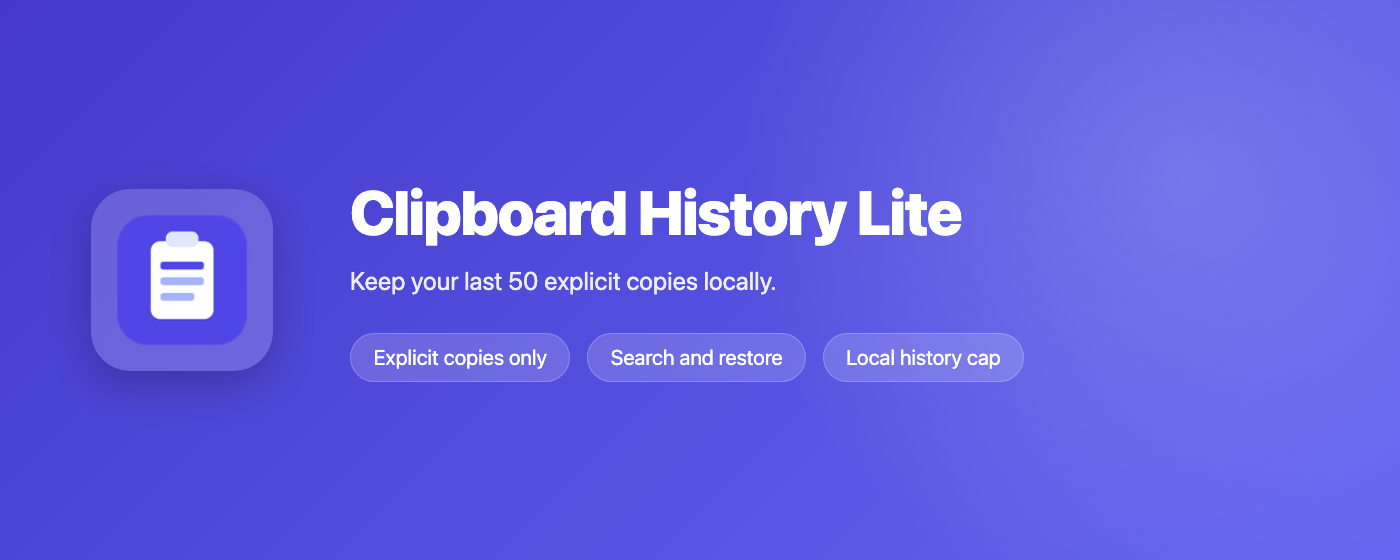 Clipboard History Lite
Keep your last 50 explicit copies locally.
Explicit copies only
Search and restore
Local history cap